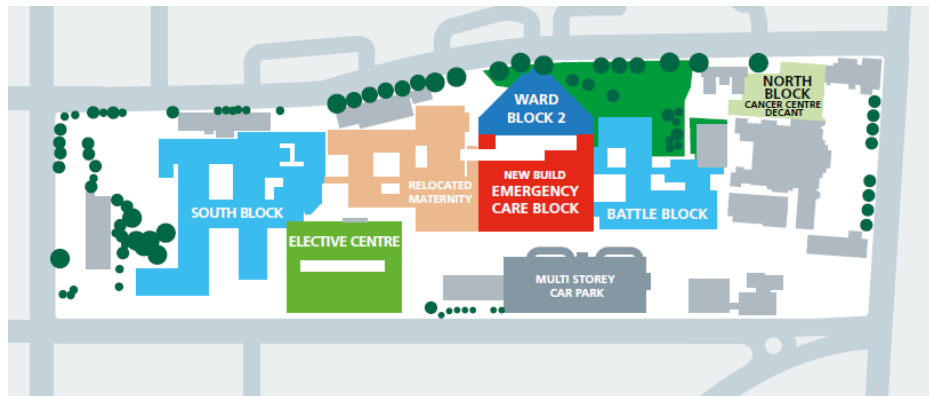 WARD
BLOCK 2
NORTH
BLOCK
CANCER CENTRE
DECANT
RELOCATED
MATERNITY
NEW BUILD
EMERGENCY
CARE BLOCK
SOUTH BLOCK
BATTLE BLOCK
ELECTIVE CENTRE
MULTI STOREY
CAR PARK